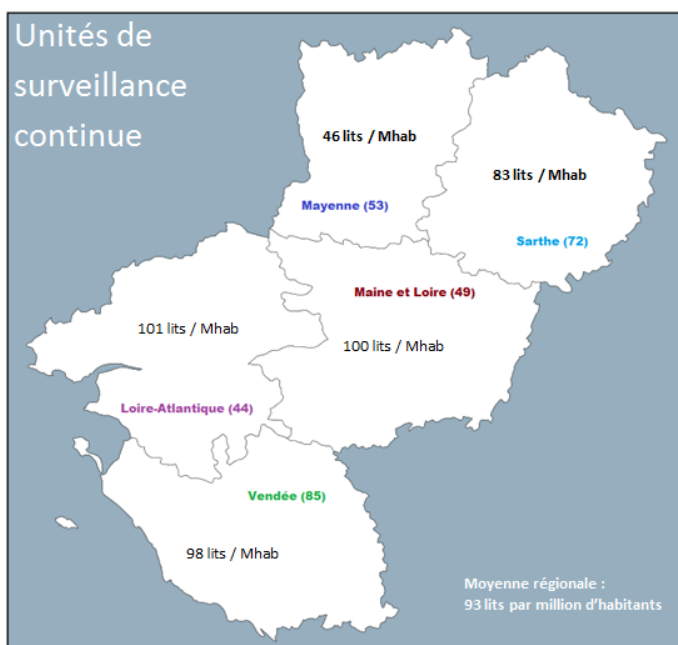 Unités de
surveillance
continue
46 lits / Mhab
83 lits / Mhab
Mayenne (53)
Sarthe (72)
Maine et Loire (49)
101 lits / Mhab
100 lits / Mhab
Loire-Atlantique (44)
Vendée (85)
98 lits / Mhab
Moyenne régionale :
93 lits par million d'habitants